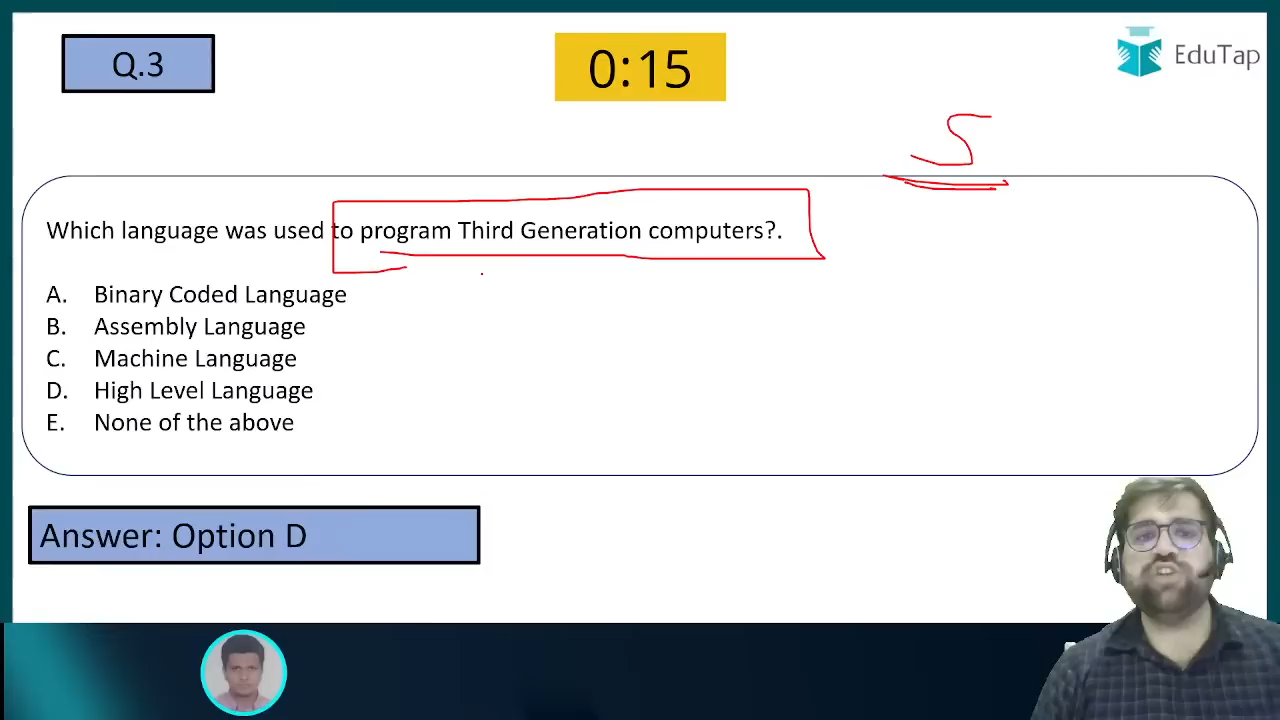 Q.3
0:15
EduTap
S
Which language was used to program Third Generation computers?.
A. Binary Coded Language
B. Assembly Language
C. Machine Language
D. High Level Language
E. None of the above
Answer: Option D